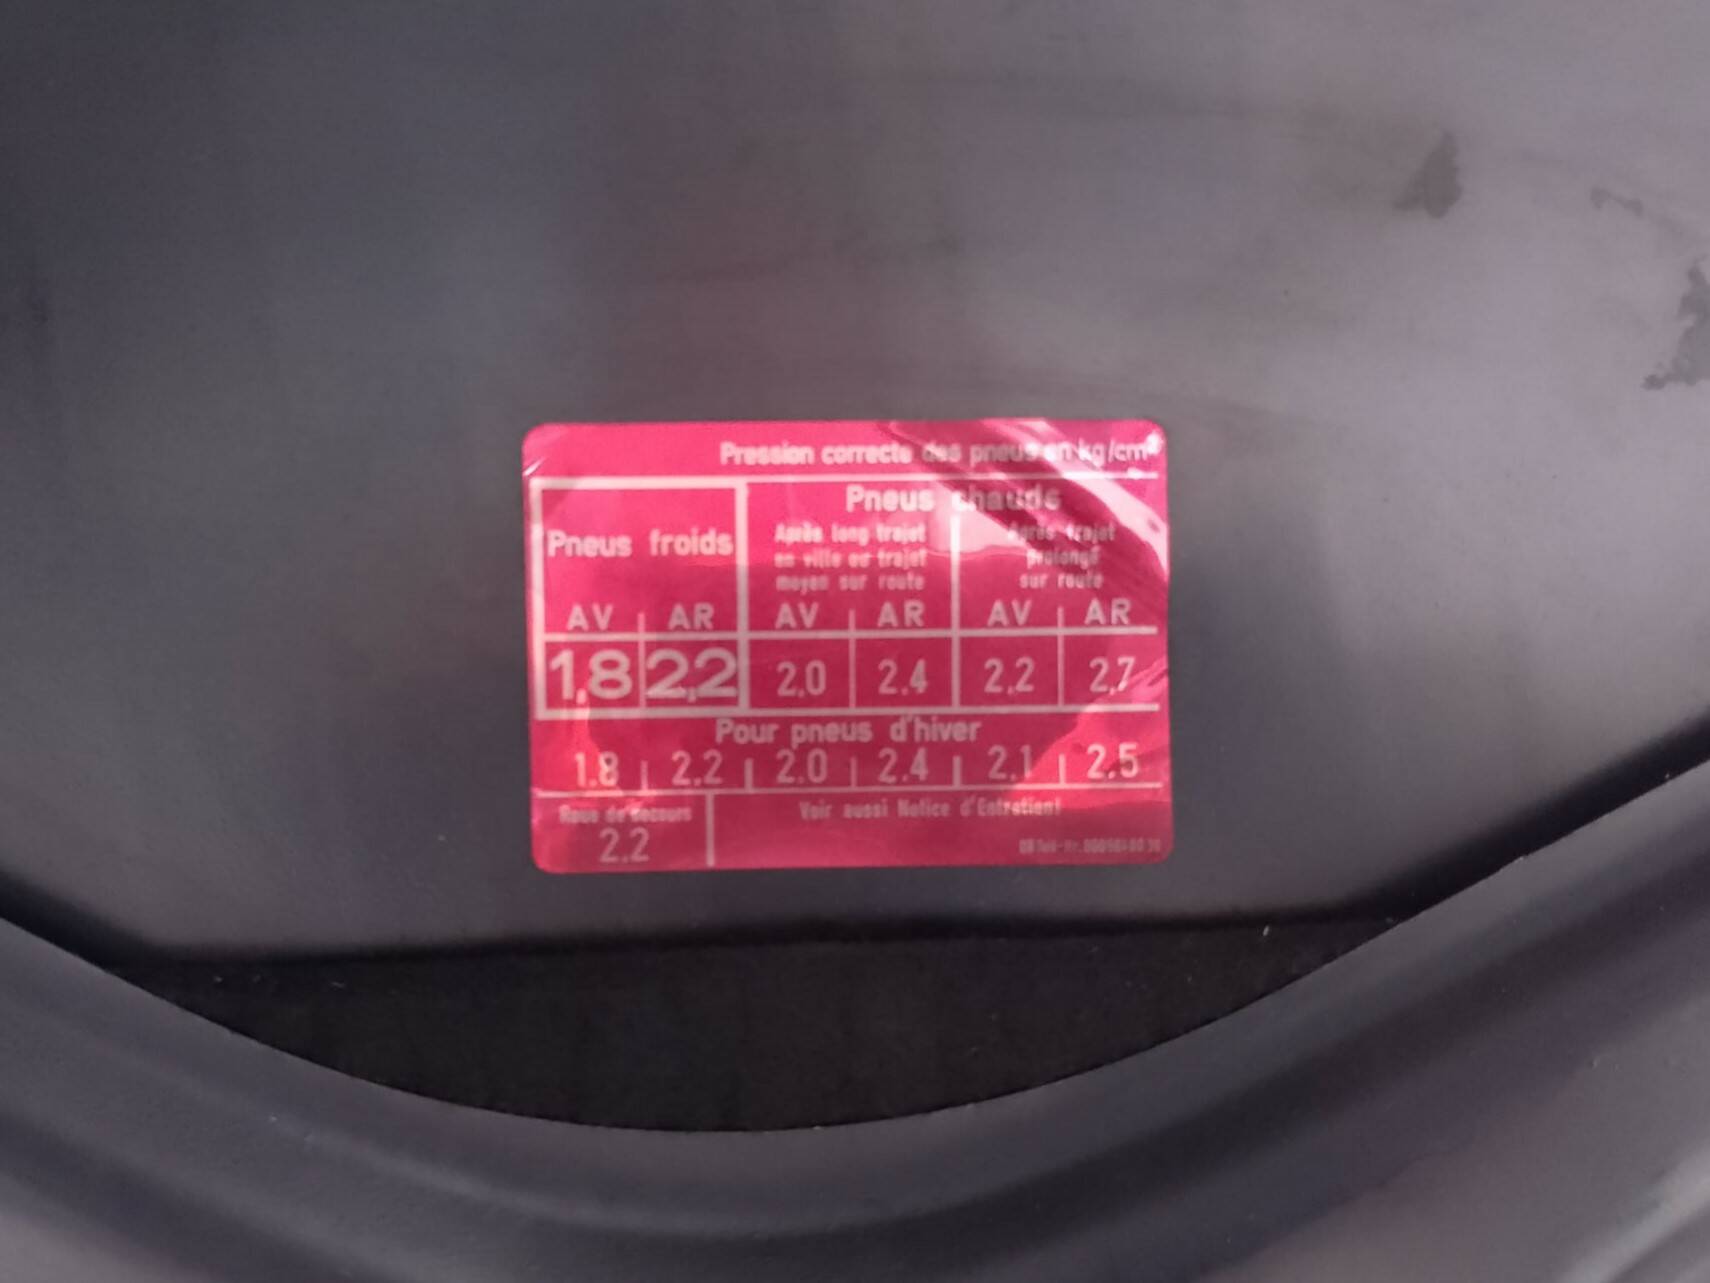 Pression correcte des pneus en kg/cm²
Pneus froids
Pneus chauds
Après long trajet
en ville ou trajet
moyen sur route
Après trajet
prolongé
sur route
AV AR AV AR AV AR
1,8 2,2 2.0 2.4 2.2 2.7
Pour pneus d'hiver
1.8 2.2 2.0 2.4 2.1 2.5
Roue de secours
2.2
Voir aussi Notice d'Entretien!